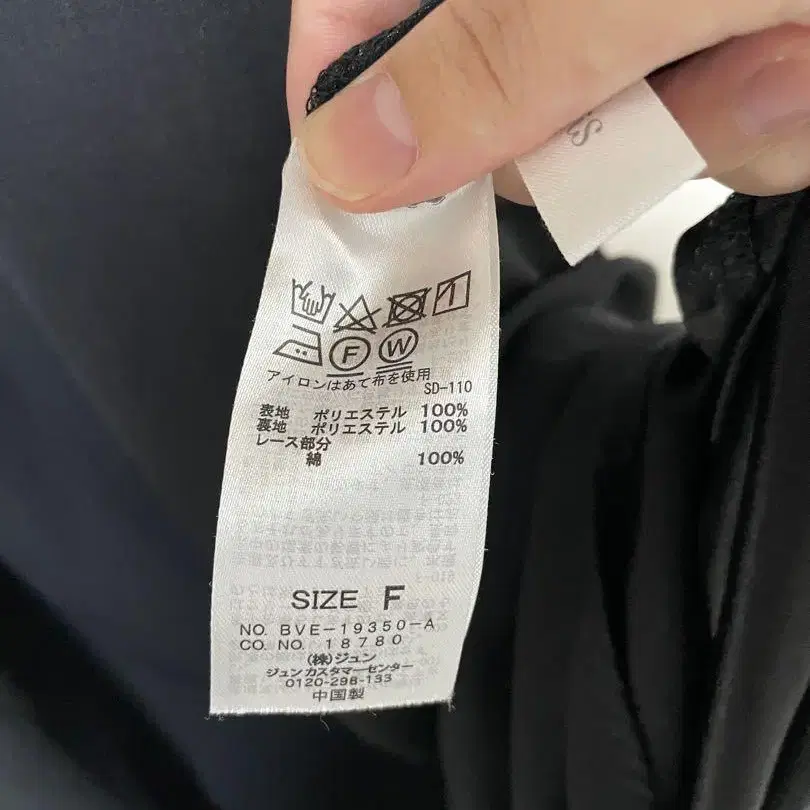 F W
アイロンはあて布を使用
SD-110
表地 ポリエステル 100%
裏地 ポリエステル 100%
レース部分
綿 100%
SIZE F
NO. BVE-19350-A
CO. NO. 18780
(株)ジュン
ジュンカスタマーセンター
0120-298-133
中国製